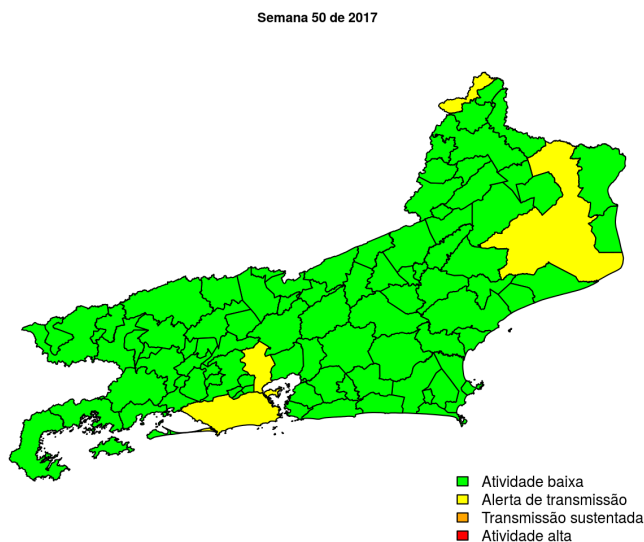 Semana 50 de 2017
Atividade baixa
Alerta de transmissão
Transmissão sustentada
Atividade alta